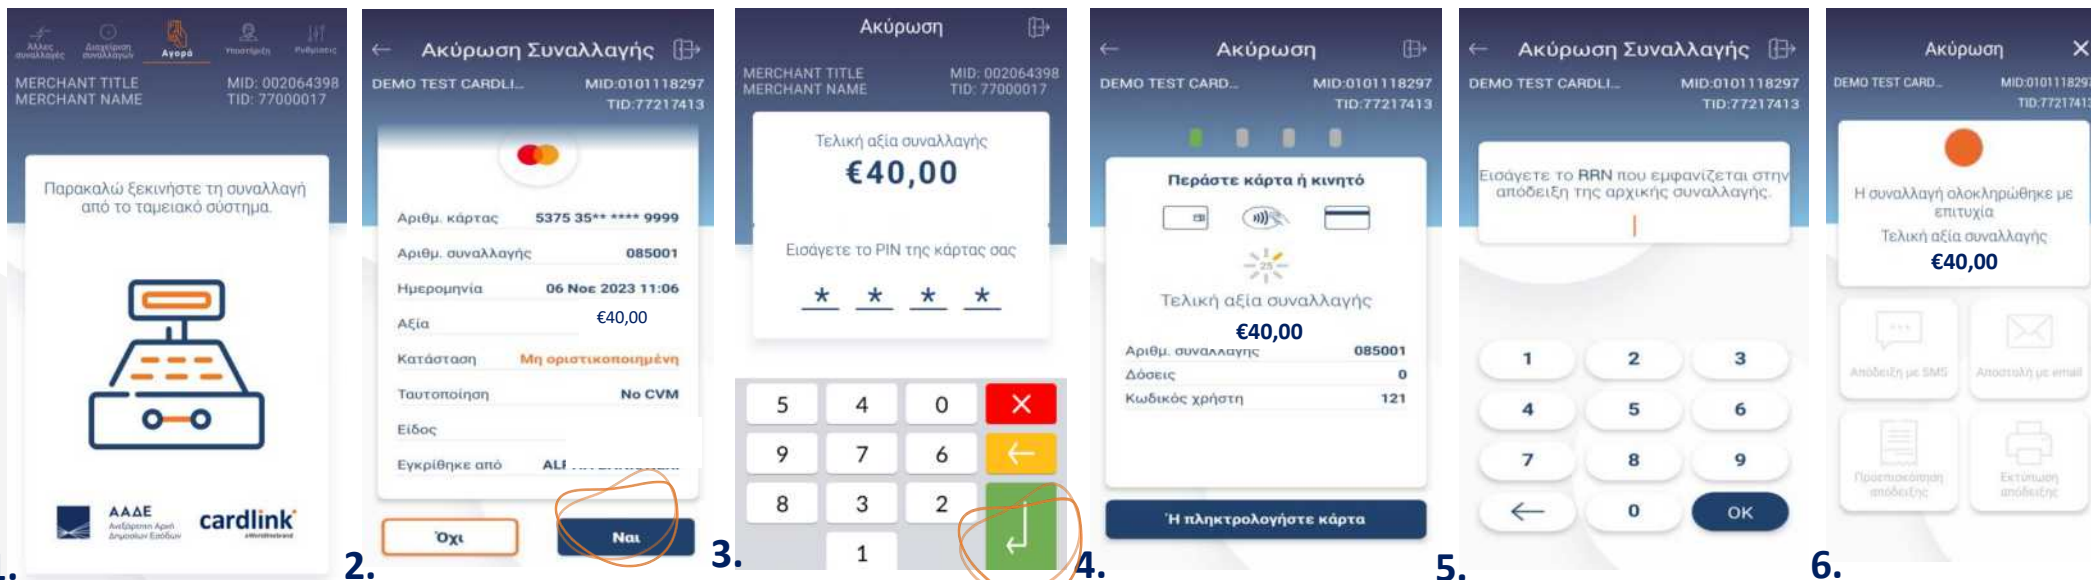 Άλλες συναλλαγές
Διαχείριση συναλλαγών
Αγορά
Υποστήριξη
Ρυθμίσεις
MERCHANT TITLE MID: 002064398
MERCHANT NAME TID: 77000017
Παρακαλώ ξεκινήστε τη συναλλαγή
από το ταμειακό σύστημα.
ΑΑΔΕ
Ανεξάρτητη Αρχή
Δημοσίων Εσόδων
cardlink
2.
Ακύρωση Συναλλαγής
DEMO TEST CARDLI... MID:0101118297
TID:77217413
Αριθμ. κάρτας 5375 35** **** 9999
Αριθμ. συναλλαγής 085001
Ημερομηνία 06 Νοε 2023 11:06
Αξία €40,00
Κατάσταση Μη οριστικοποιημένη
Ταυτοποίηση No CVM
Είδος
Εγκρίθηκε από
Όχι Ναι
3.
Ακύρωση
MERCHANT TITLE MID: 002064398
MERCHANT NAME TID: 77000017
Τελική αξία συναλλαγής
€40,00
Εισάγετε το PIN της κάρτας σας
* * * *
5 4 0
9 7 6
8 3 2
1
4.
Ακύρωση
DEMO TEST CARD... MID:0101118297
TID:77217413
Περάστε κάρτα ή κινητό
25
Τελική αξία συναλλαγής
€40,00
Αριθμ. συναλλαγής 085001
Δόσεις 0
Κωδικός χρήστη 121
Ή πληκτρολογήστε κάρτα
5.
Ακύρωση Συναλλαγής
DEMO TEST CARDLI... MID:0101118297
TID:77217413
Εισάγετε το RRN που εμφανίζεται στην
απόδειξη της αρχικής συναλλαγής.
1 2 3
4 5 6
7 8 9
0 OK
6.
Ακύρωση
DEMO TEST CARD... MID:0101118297
TID:77217413
Η συναλλαγή ολοκληρώθηκε με
επιτυχία
Τελική αξία συναλλαγής
€40,00
Απόδειξη με SMS Αποστολή με email
Προεπισκόπηση απόδειξης
Εκτύπωση απόδειξης